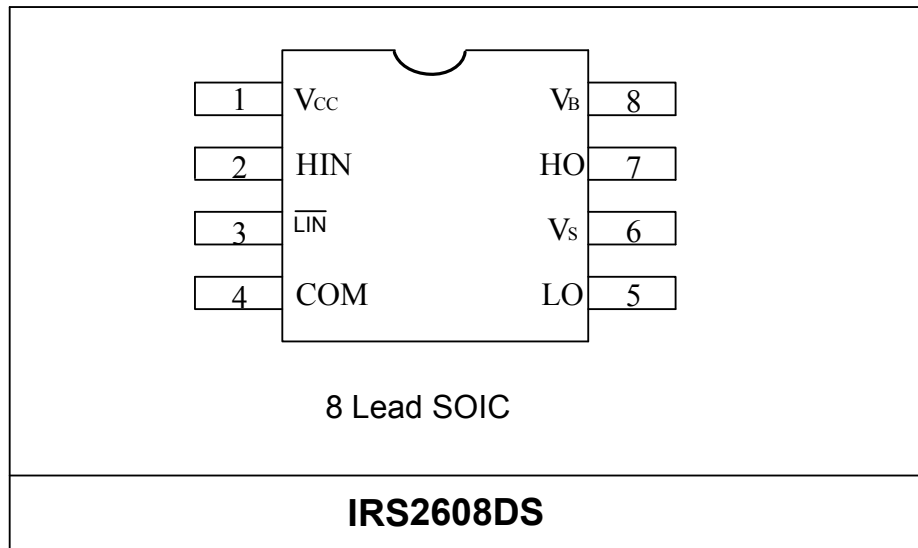 1 VCC VB 8
2 HIN HO 7
3 L̅I̅N̅ VS 6
4 COM LO 5
8 Lead SOIC
IRS2608DS